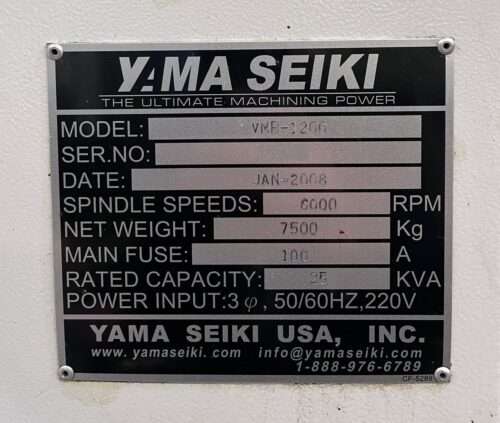 YAMA SEIKI
THE ULTIMATE MACHINING POWER
MODEL: VMB-1200
SER.NO:
DATE: JAN-2008
SPINDLE SPEEDS: 6000 RPM
NET WEIGHT: 7500 Kg
MAIN FUSE: 100 A
RATED CAPACITY: 25 KVA
POWER INPUT:3 φ, 50/60HZ,220V
YAMA SEIKI USA, INC.
www.yamaseiki.com info@yamaseiki.com
1-888-976-6789